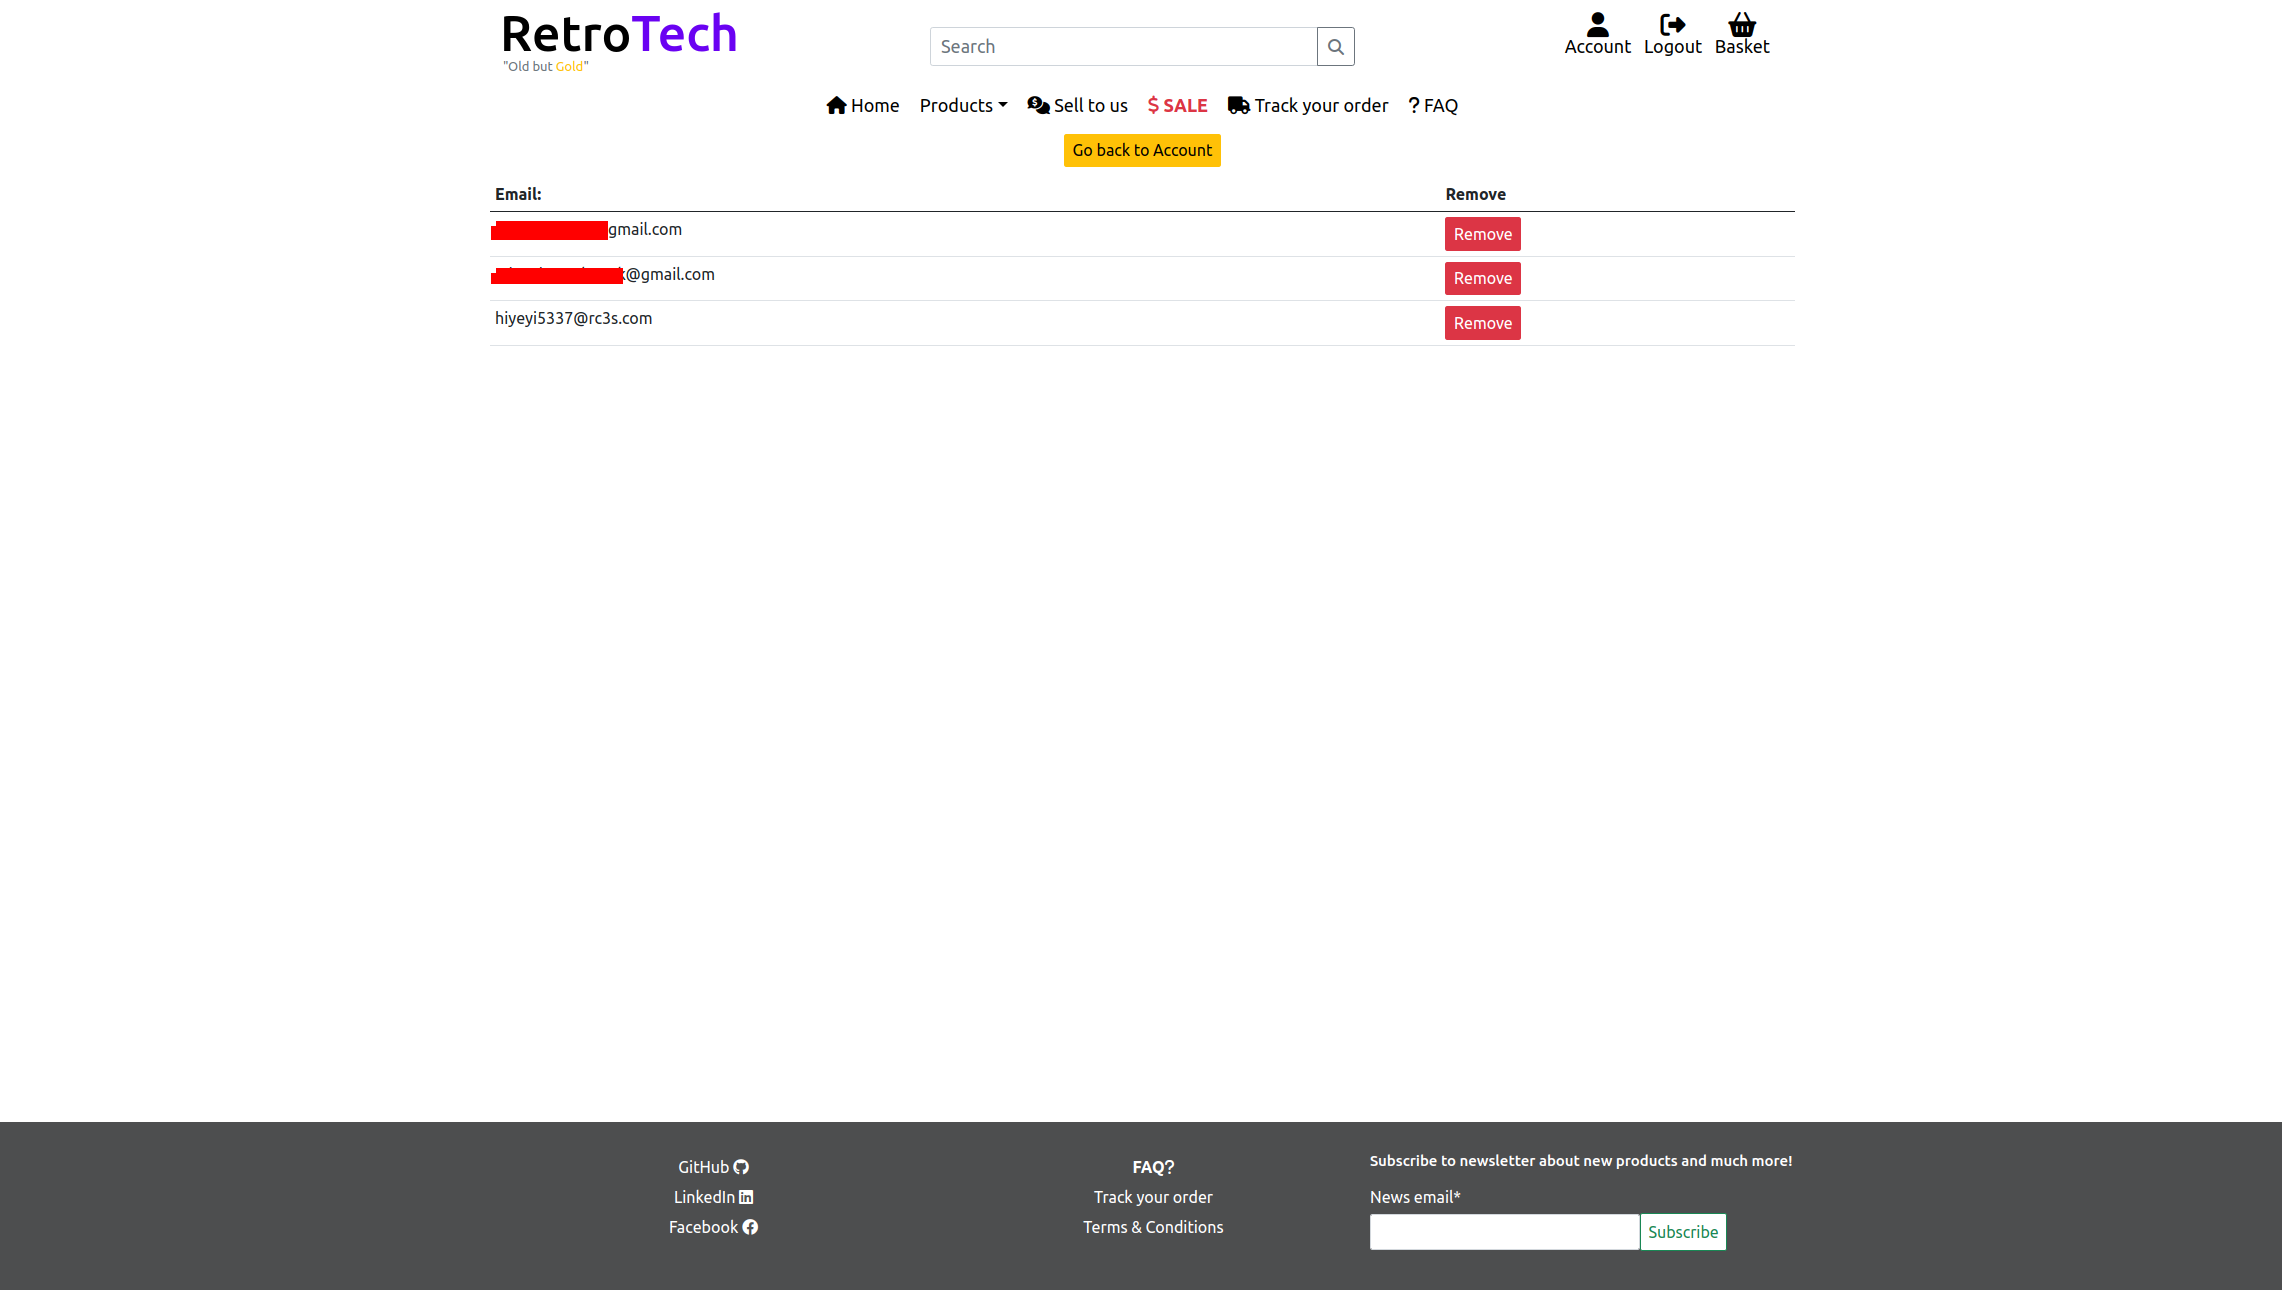 RetroTech
"Old but Gold"
Search
Account Logout Basket
Home Products Sell to us $ SALE Track your order ? FAQ
Go back to Account
Email: Remove
gmail.com Remove
@gmail.com Remove
hiyeyi5337@rc3s.com Remove
GitHub
LinkedIn
Facebook
FAQ?
Track your order
Terms & Conditions
Subscribe to newsletter about new products and much more!
News email*
Subscribe